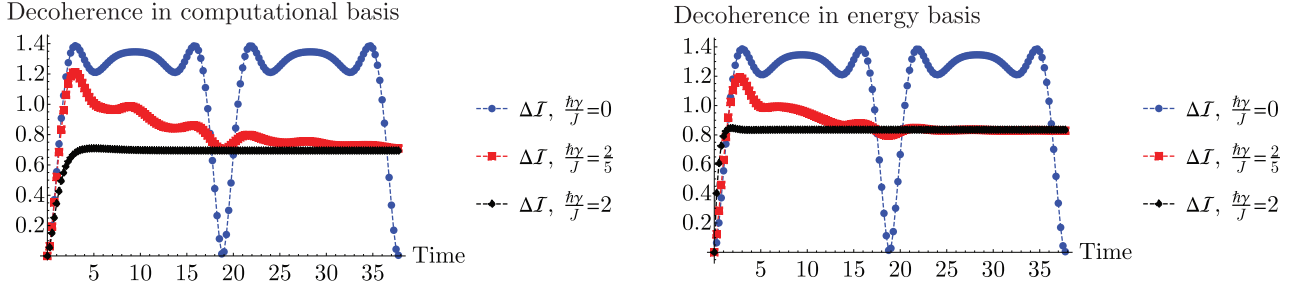 Decoherence in computational basis
1.4
1.2
1.0
0.8
0.6
0.4
0.2
5 10 15 20 25 30 35
Time
Δℐ, ℏγ/J=0
Δℐ, ℏγ/J=2/5
Δℐ, ℏγ/J=2
Decoherence in energy basis
1.4
1.2
1.0
0.8
0.6
0.4
0.2
5 10 15 20 25 30 35
Time
Δℐ, ℏγ/J=0
Δℐ, ℏγ/J=2/5
Δℐ, ℏγ/J=2